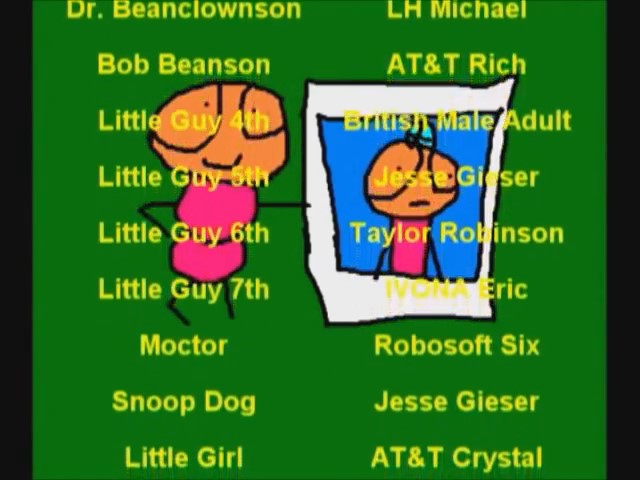 Dr. Beanclownson LH Michael
Bob Beanson AT&T Rich
Little Guy 4th British Male Adult
Little Guy 5th Jesse Gieser
Little Guy 6th Taylor Robinson
Little Guy 7th IVONA Eric
Moctor Robosoft Six
Snoop Dog Jesse Gieser
Little Girl AT&T Crystal